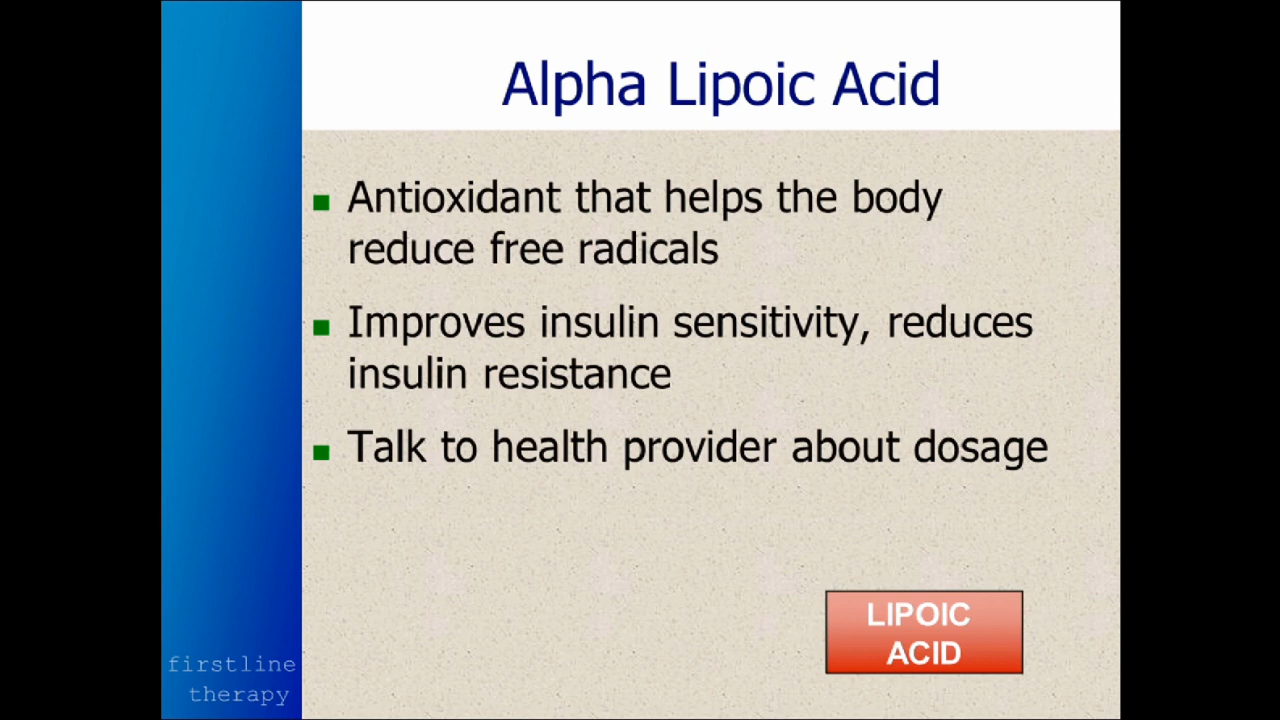 Alpha Lipoic Acid
Antioxidant that helps the body
reduce free radicals
Improves insulin sensitivity, reduces
insulin resistance
Talk to health provider about dosage
LIPOIC
ACID
firstline
therapy